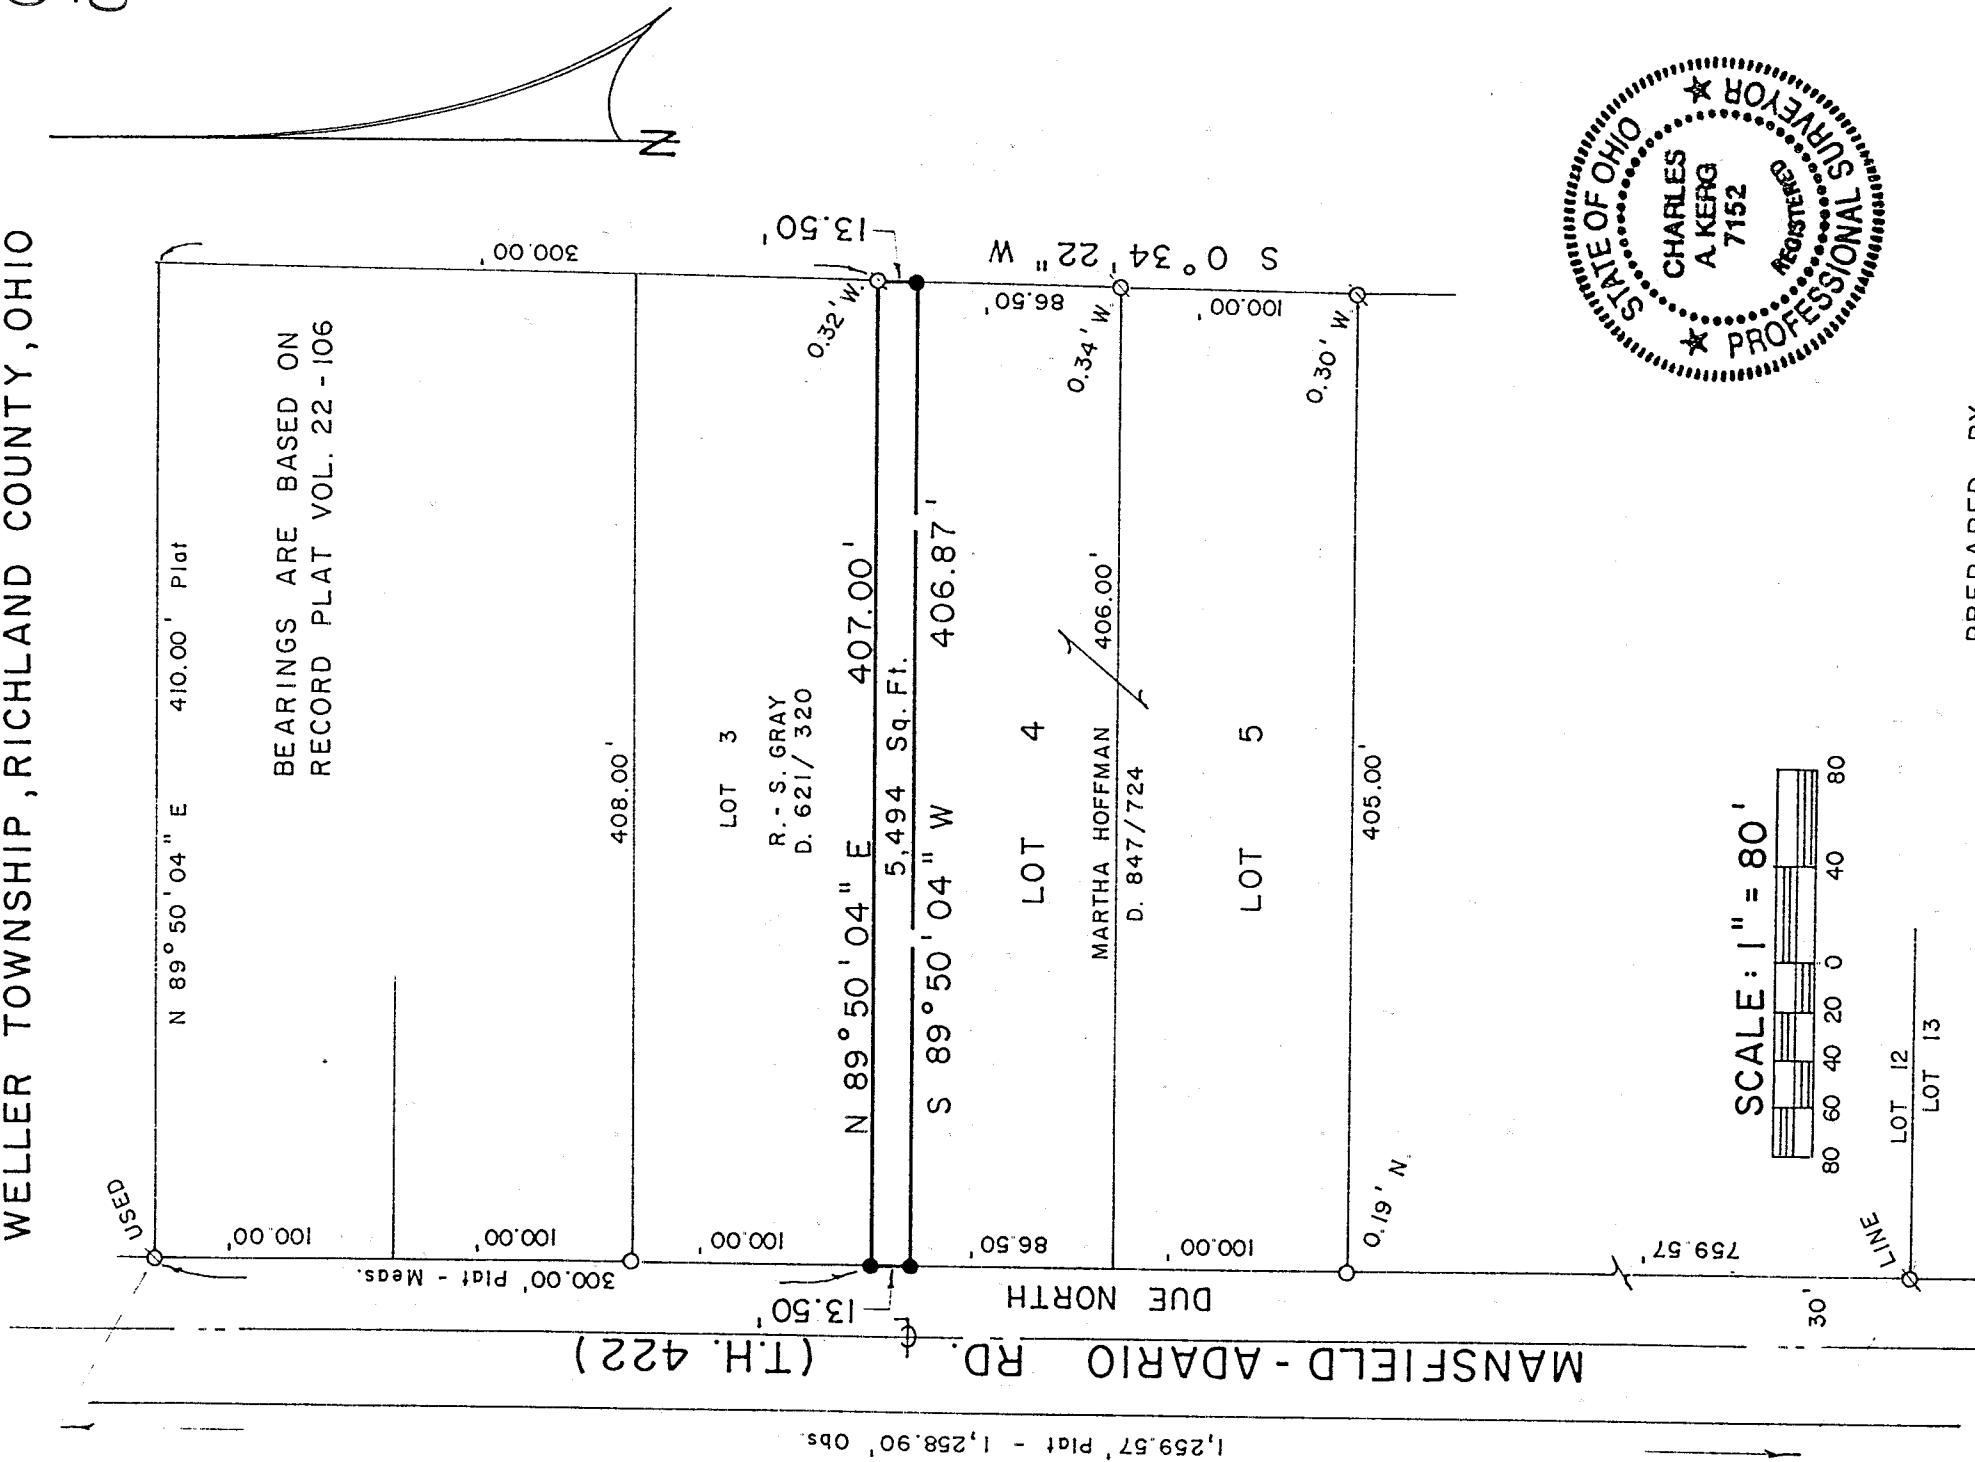 WELLER TOWNSHIP, RICHLAND COUNTY, OHIO
N
USED
N 89° 50' 04" E 410.00' Plat
BEARINGS ARE BASED ON
RECORD PLAT VOL. 22-106
300.00'
100.00'
100.00'
300.00' Plat - Meas.
408.00'
100.00'
LOT 3
R.- S. GRAY
D. 621/ 320
0.32' W.
13.50'
N 89° 50' 04" E 407.00'
5,494 Sq. Ft.
S 89° 50' 04" W 406.87'
13.50'
S 0° 34' 22" W
86.50'
86.50'
LOT 4
0.34' W.
MARTHA HOFFMAN 406.00'
D. 847/724
100.00'
100.00'
LOT 5
0.30' W.
405.00'
0.19' N.
DUE NORTH
MANSFIELD - ADARIO RD. (T.H. 422)
1,259.57' Plat - 1,258.90' Obs.
759.57'
30'
LINE
LOT 12
LOT 13
SCALE: 1" = 80'
80 60 40 20 0 40 80
STATE OF OHIO
CHARLES
A. KERG
7152
REGISTERED
PROFESSIONAL SURVEYOR
PREPARED BY